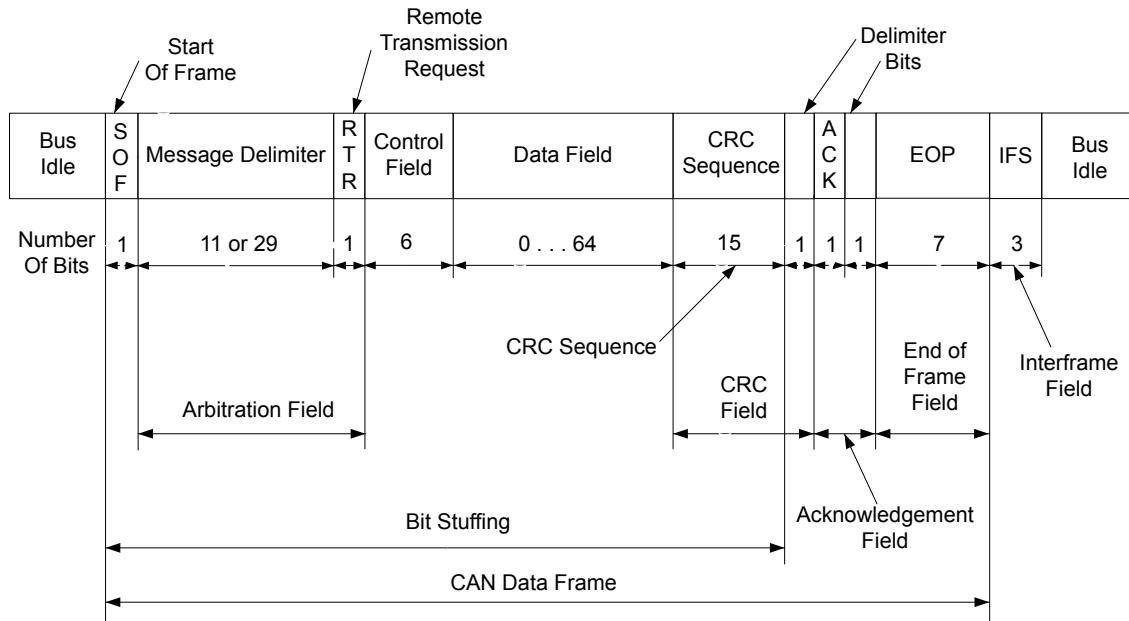 Start
Of Frame
Remote
Transmission
Request
Delimiter
Bits
Bus
Idle
SOF
Message Delimiter
RTR
Control
Field
Data Field
CRC
Sequence
ACK
EOP
IFS
Bus
Idle
Number
Of Bits
1
11 or 29
1
6
0 . . . 64
15
1
1
1
7
3
CRC Sequence
End of
Frame
Field
Interframe
Field
Arbitration Field
CRC
Field
Bit Stuffing
Acknowledgement
Field
CAN Data Frame